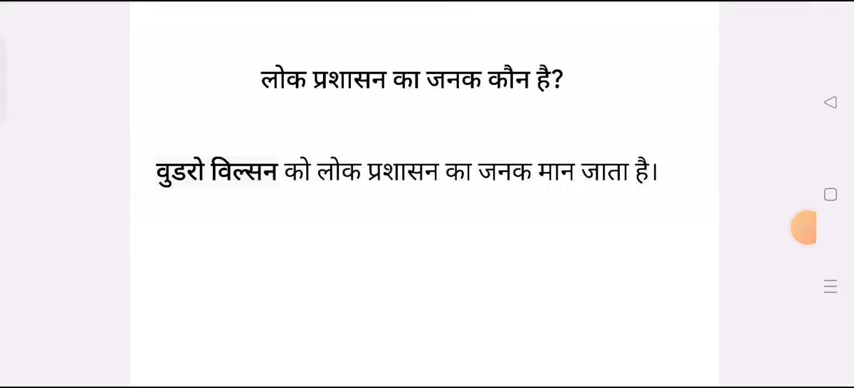 लोक प्रशासन का जनक कौन है?
वुडरो विल्सन को लोक प्रशासन का जनक मान जाता है।